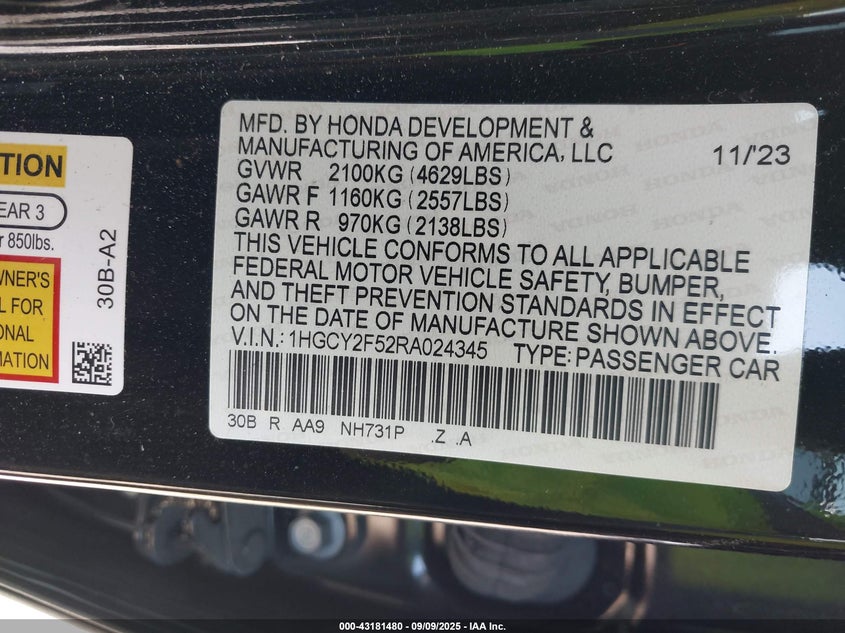 TION
EAR 3
r 850lbs.
WNER'S
L FOR
ONAL
MATION
30B-A2
MFD. BY HONDA DEVELOPMENT &
MANUFACTURING OF AMERICA, LLC 11/'23
GVWR 2100KG (4629LBS)
GAWR F 1160KG (2557LBS)
GAWR R 970KG (2138LBS)
THIS VEHICLE CONFORMS TO ALL APPLICABLE
FEDERAL MOTOR VEHICLE SAFETY, BUMPER,
AND THEFT PREVENTION STANDARDS IN EFFECT
ON THE DATE OF MANUFACTURE SHOWN ABOVE.
V.I.N.: 1HGCY2F52RA024345 TYPE: PASSENGER CAR
30B R AA9 NH731P .Z .A
000-43181480 - 09/09/2025 - IAA Inc.